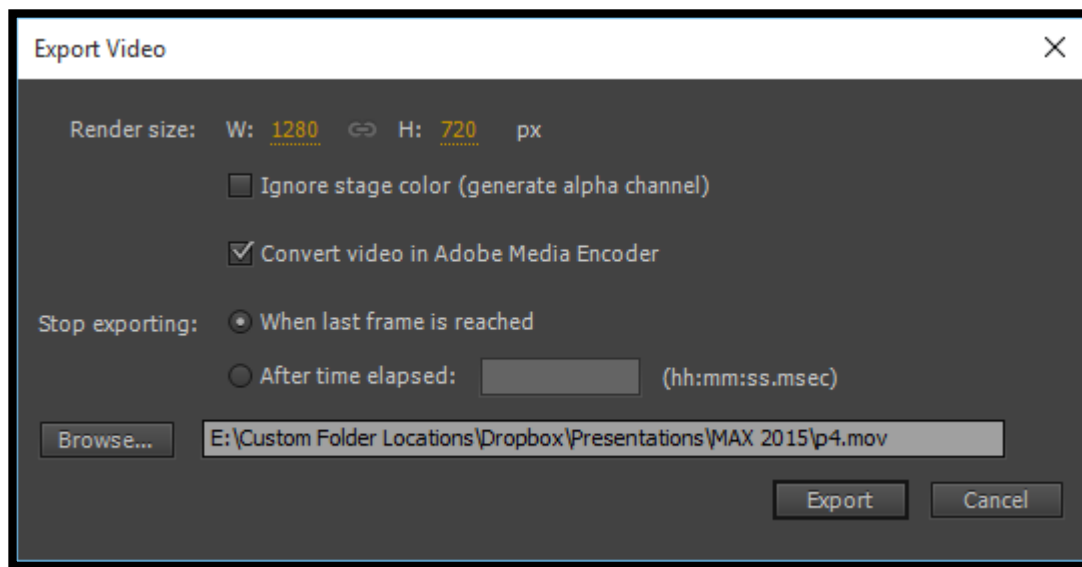 Export Video
Render size: W: 1280 H: 720 px
Ignore stage color (generate alpha channel)
Convert video in Adobe Media Encoder
Stop exporting: When last frame is reached
After time elapsed: (hh:mm:ss.msec)
Browse... E:\Custom Folder Locations\Dropbox\Presentations\MAX 2015\p4.mov
Export Cancel